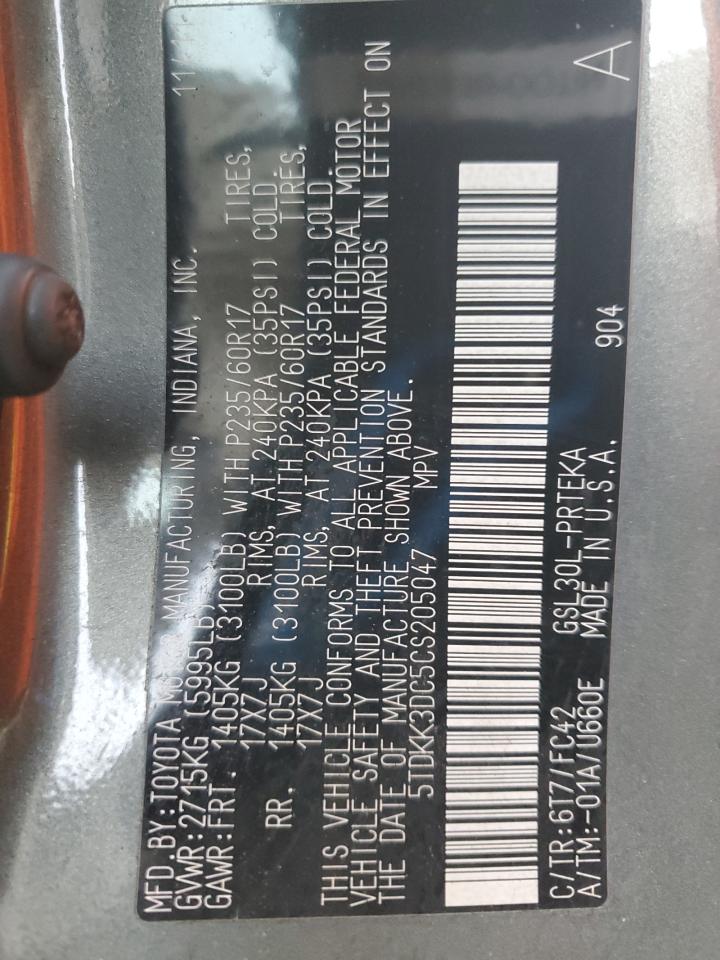 MFD.BY:TOYOTA MOTOR MANUFACTURING, INDIANA, INC. 11/11
GVWR:2715KG (5995LB)
GAWR:FRT. 1405KG (3100LB) WITH P235/60R17 TIRES,
17X7J RIMS, AT 240KPA (35PSI) COLD.
RR. 1405KG (3100LB) WITH P235/60R17 TIRES,
17X7J RIMS, AT 240KPA (35PSI) COLD.
THIS VEHICLE CONFORMS TO ALL APPLICABLE FEDERAL MOTOR
VEHICLE SAFETY AND THEFT PREVENTION STANDARDS IN EFFECT ON
THE DATE OF MANUFACTURE SHOWN ABOVE.
5TDKK3DC5CS205047 MPV
C/TR:6T7/FC42 GSL30L-PRTEKA 904 A
A/TM:-01A/U660E MADE IN U.S.A.